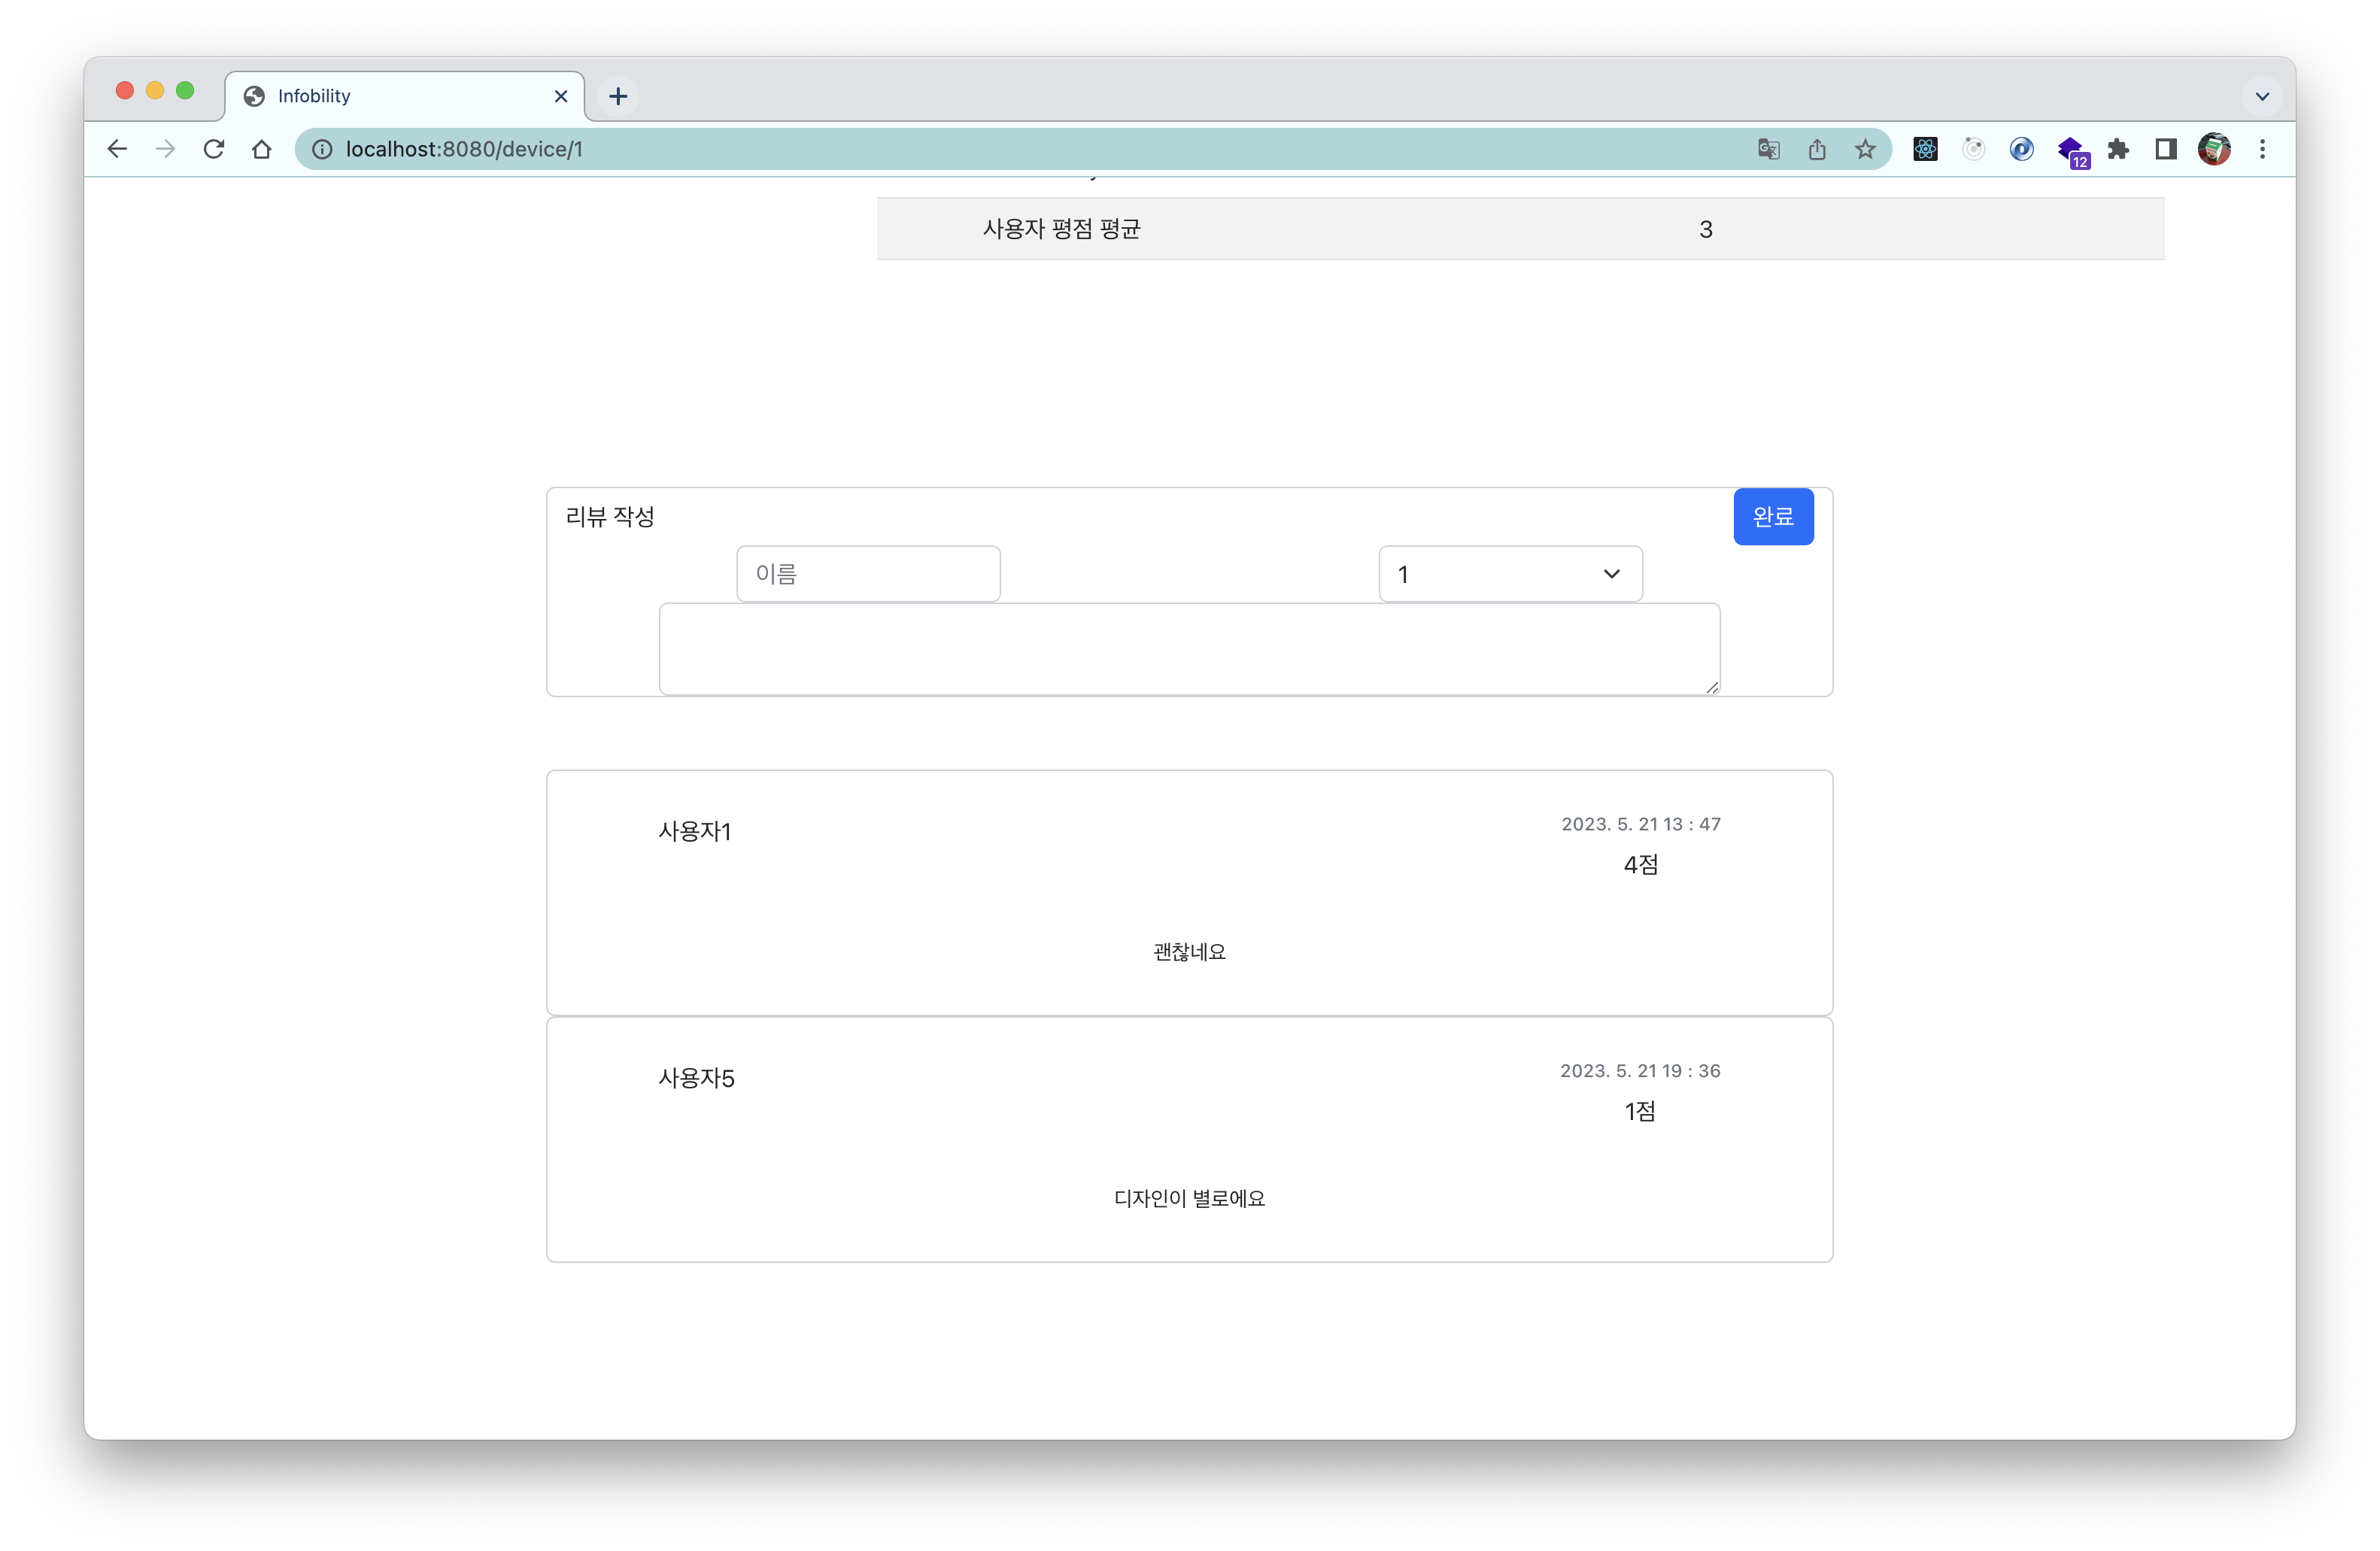 Infobility
localhost:8080/device/1
12
사용자 평점 평균 3
리뷰 작성 완료
이름 1
사용자1 2023. 5. 21 13 : 47
4점
괜찮네요
사용자5 2023. 5. 21 19 : 36
1점
디자인이 별로에요